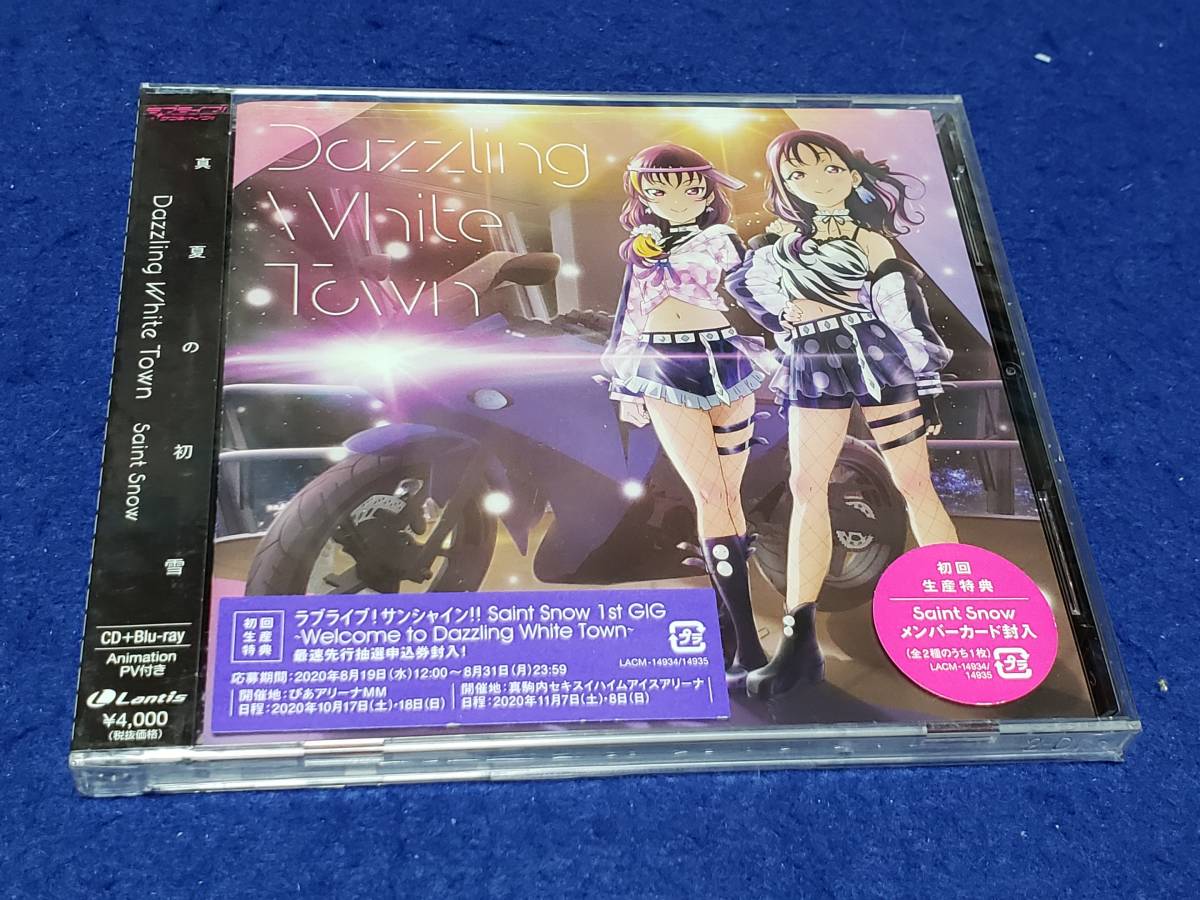 ラブライブ!
サンシャイン!!
真夏の初雪
Dazzling White Town Saint Snow
CD+Blu-ray
Animation
PV付き
Lantis
¥4,000
(税抜価格)
Dazzling
White
Town
初回
生産
特典
ラブライブ!サンシャイン!! Saint Snow 1st GIG
~Welcome to Dazzling White Town~
最速先行抽選申込券封入!
LACM-14934/14935
応募期間:2020年8月19日(水)12:00~8月31日(月)23:59
開催地:ぴあアリーナMM
日程:2020年10月17日(土)・18日(日)
開催地:真駒内セキスイハイムアイスアリーナ
日程:2020年11月7日(土)・8日(日)
プラ
初回
生産特典
Saint Snow
メンバーカード封入
(全2種のうち1枚)
LACM-14934/
14935
プラ